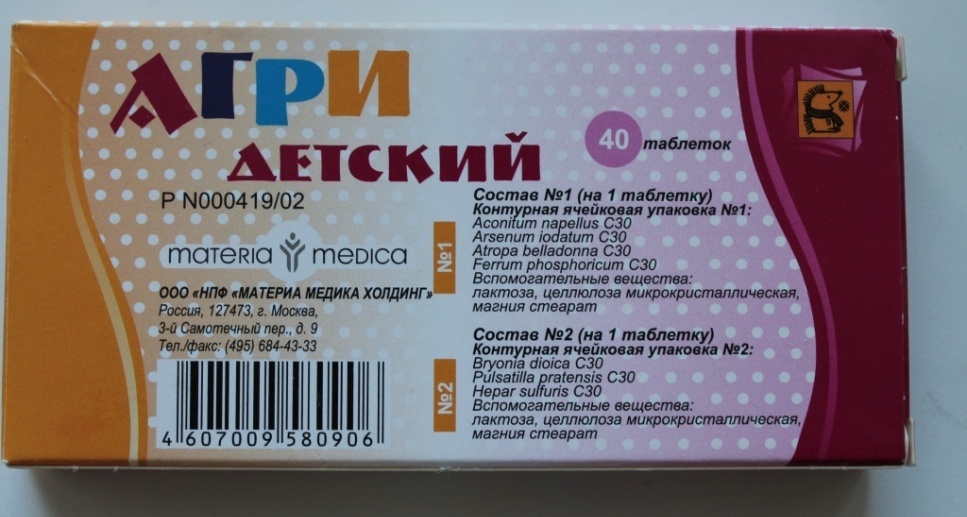 АГРИ
ДЕТСКИЙ
40 таблеток
Р N000419/02
materia medica
ООО «НПФ «МАТЕРИА МЕДИКА ХОЛДИНГ»
Россия, 127473, г. Москва,
3-й Самотечный пер., д. 9
Тел./факс: (495) 684-43-33
4 607009 580906
№1
Состав №1 (на 1 таблетку)
Контурная ячейковая упаковка №1:
Aconitum napellus C30
Arsenum iodatum C30
Atropa belladonna C30
Ferrum phosphoricum C30
Вспомогательные вещества:
лактоза, целлюлоза микрокристаллическая,
магния стеарат
№2
Состав №2 (на 1 таблетку)
Контурная ячейковая упаковка №2:
Bryonia dioica C30
Pulsatilla pratensis C30
Hepar sulfuris C30
Вспомогательные вещества:
лактоза, целлюлоза микрокристаллическая,
магния стеарат